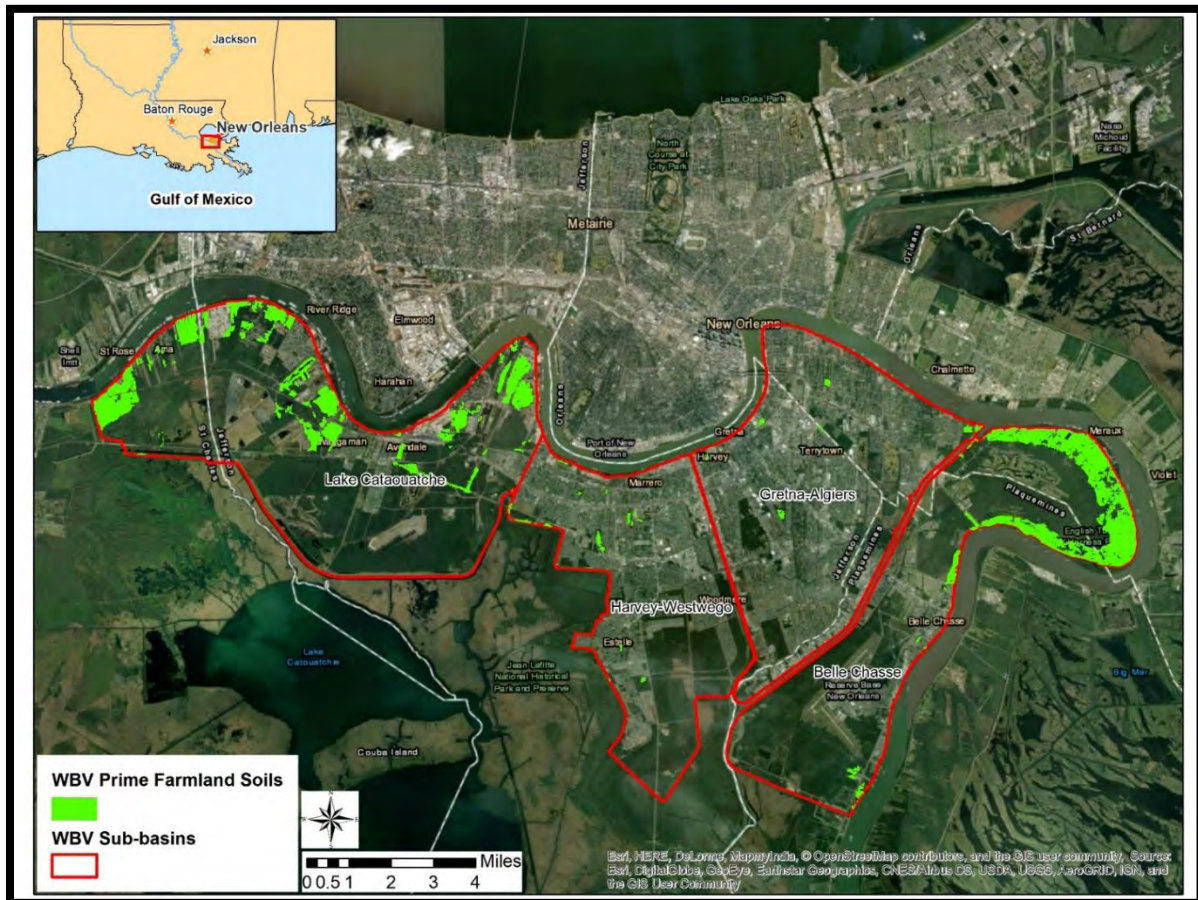 Jackson
Baton Rouge
New Orleans
Gulf of Mexico
Lake Oaks Park
Nasa
Michoud
Facility
North
Course at
City Park
Jefferson
Metairie
Orleans
St Bernard
River Ridge
Elmwood
New Orleans
Shell
St Rose
Ama
Harahan
Chalmette
Orleans
Meraux
Waggaman
Avondale
Port of New
Orleans
Gretna
Harvey
Terrytown
Violet
Jefferson
St Charles
Lake Cataouatche
Marrero
Gretna-Algiers
Plaquemines
English
Jefferson
Plaquemines
Woodmere
Harvey-Westwego
Belle Chasse
Estelle
Lake
Catouatchie
Jean Lafitte
National Historical
Park and Preserve
Belle Chasse
Reserve Base
New Orleans
Big Mar
Couba Island
WBV Prime Farmland Soils
WBV Sub-basins
N
Miles
0 0.5 1 2 3 4
Esri, HERE, DeLorme, MapmyIndia, © OpenStreetMap contributors, and the GIS user community, Source:
Esri, DigitalGlobe, GeoEye, Earthstar Geographics, CNES/Airbus DS, USDA, USGS, AeroGRID, IGN, and
the GIS User Community